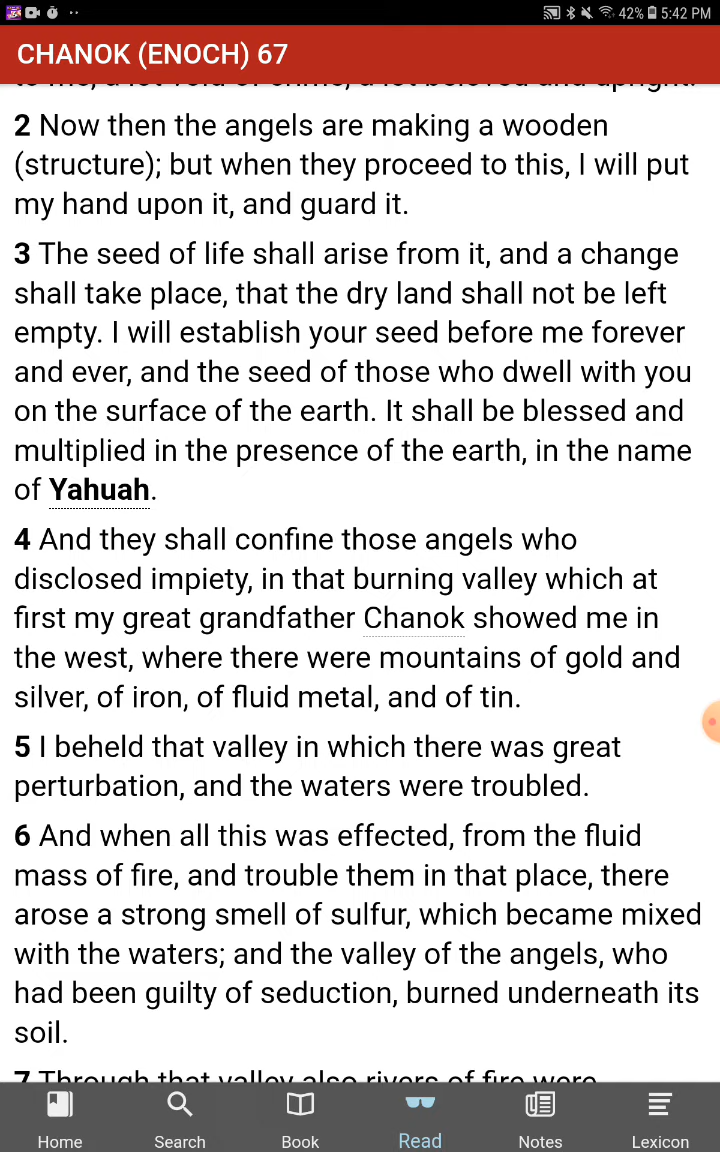 42% 5:42 PM
CHANOK (ENOCH) 67
2 Now then the angels are making a wooden
(structure); but when they proceed to this, I will put
my hand upon it, and guard it.
3 The seed of life shall arise from it, and a change
shall take place, that the dry land shall not be left
empty. I will establish your seed before me forever
and ever, and the seed of those who dwell with you
on the surface of the earth. It shall be blessed and
multiplied in the presence of the earth, in the name
of Yahuah.
4 And they shall confine those angels who
disclosed impiety, in that burning valley which at
first my great grandfather Chanok showed me in
the west, where there were mountains of gold and
silver, of iron, of fluid metal, and of tin.
5 I beheld that valley in which there was great
perturbation, and the waters were troubled.
6 And when all this was effected, from the fluid
mass of fire, and trouble them in that place, there
arose a strong smell of sulfur, which became mixed
with the waters; and the valley of the angels, who
had been guilty of seduction, burned underneath its
soil.
7 Through that valley also rivers of fire were
Home Search Book Read Notes Lexicon